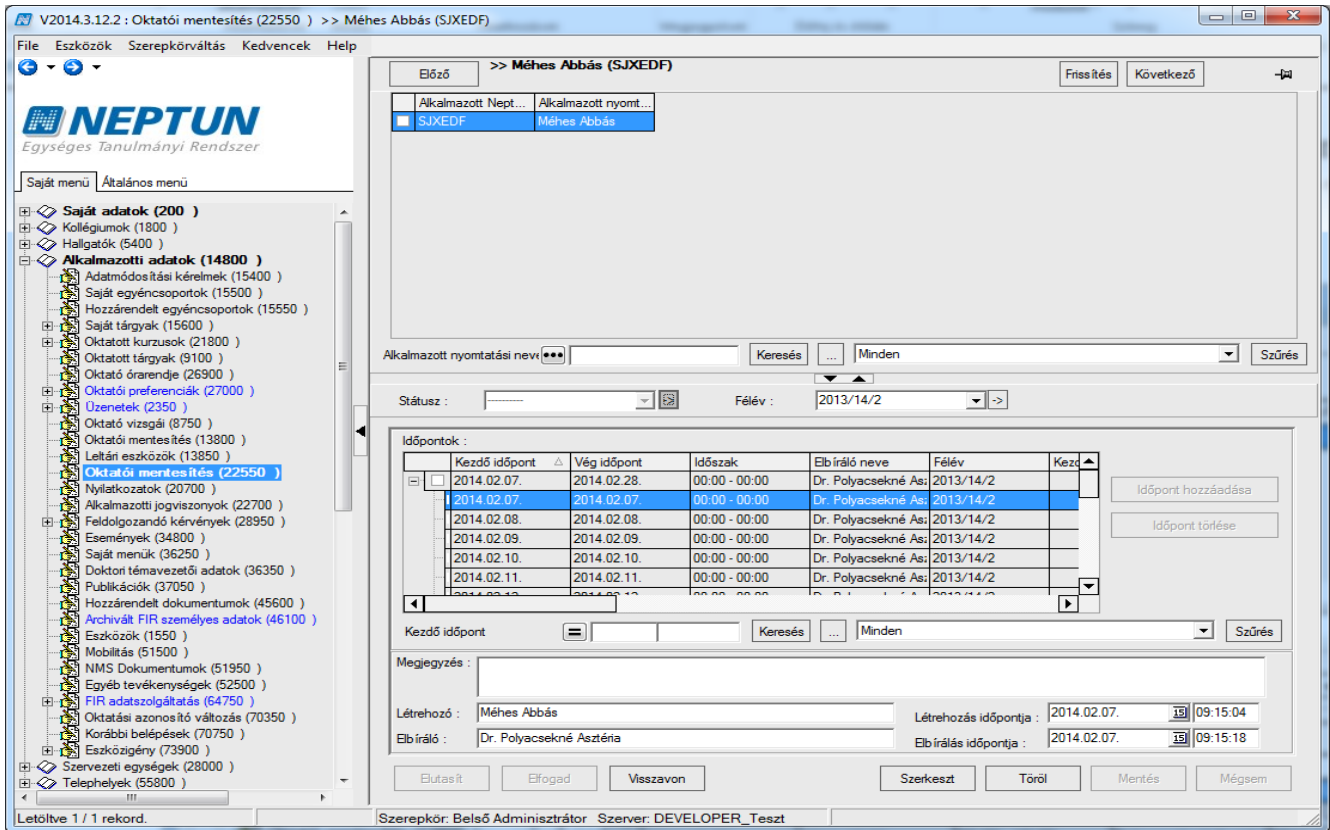 V2014.3.12.2 : Oktatói mentesítés (22550 ) >> Méhes Abbás (SJXEDF)
File Eszközök Szerepkörváltás Kedvencek Help
NEPTUN
Egységes Tanulmányi Rendszer
Saját menü Általános menü
Saját adatok (200 )
Kollégiumok (1800 )
Hallgatók (5400 )
Alkalmazotti adatok (14800 )
Adatmódosítási kérelmek (15400 )
Saját egyéncsoportok (15500 )
Hozzárendelt egyéncsoportok (15550 )
Saját tárgyak (15600 )
Oktatott kurzusok (21800 )
Oktatott tárgyak (9100 )
Oktató órarendje (26900 )
Oktatói preferenciák (27000 )
Üzenetek (2350 )
Oktató vizsgái (8750 )
Oktatói mentesítés (13800 )
Leltári eszközök (13850 )
Oktatói mentesítés (22550 )
Nyilatkozatok (20700 )
Alkalmazotti jogviszonyok (22700 )
Feldolgozandó kérvények (28950 )
Események (34800 )
Saját menük (36250 )
Doktori témavezetői adatok (36350 )
Publikációk (37050 )
Hozzárendelt dokumentumok (45600 )
Archivált FIR személyes adatok (46100 )
Eszközök (1550 )
Mobilitás (51500 )
NMS Dokumentumok (51950 )
Egyéb tevékenységek (52500 )
FIR adatszolgáltatás (64750 )
Oktatási azonosító változás (70350 )
Korábbi belépések (70750 )
Eszközigény (73900 )
Szervezeti egységek (28000 )
Telephelyek (55800 )
Előző >> Méhes Abbás (SJXEDF) Frissítés Következő
Alkalmazott Nept... Alkalmazott nyomt...
SJXEDF Méhes Abbás
Alkalmazott nyomtatási neve Keresés ... Minden Szűrés
Státusz : ---------- Félév : 2013/14/2 ->
Időpontok :
Kezdő időpont Vég időpont Időszak Elbíráló neve Félév Kezd
2014.02.07. 2014.02.28. 00:00 - 00:00 Dr. Polyacsekné Asz 2013/14/2
2014.02.07. 2014.02.07. 00:00 - 00:00 Dr. Polyacsekné Asz 2013/14/2
2014.02.08. 2014.02.08. 00:00 - 00:00 Dr. Polyacsekné Asz 2013/14/2
2014.02.09. 2014.02.09. 00:00 - 00:00 Dr. Polyacsekné Asz 2013/14/2
2014.02.10. 2014.02.10. 00:00 - 00:00 Dr. Polyacsekné Asz 2013/14/2
2014.02.11. 2014.02.11. 00:00 - 00:00 Dr. Polyacsekné Asz 2013/14/2
Időpont hozzáadása
Időpont törlése
Kezdő időpont = Keresés ... Minden Szűrés
Megjegyzés :
Létrehozó : Méhes Abbás Létrehozás időpontja : 2014.02.07. 15 09:15:04
Elbíráló : Dr. Polyacsekné Asztéria Elbírálás időpontja : 2014.02.07. 15 09:15:18
Elutasít Elfogad Visszavon Szerkeszt Töröl Mentés Mégsem
Letöltve 1 / 1 rekord. Szerepkör: Belső Adminisztrátor Szerver: DEVELOPER_Teszt